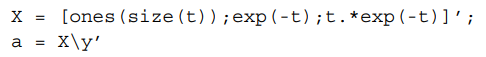 X = [ones(size(t));exp(-t);t.*exp(-t)]’;
a = X\y’